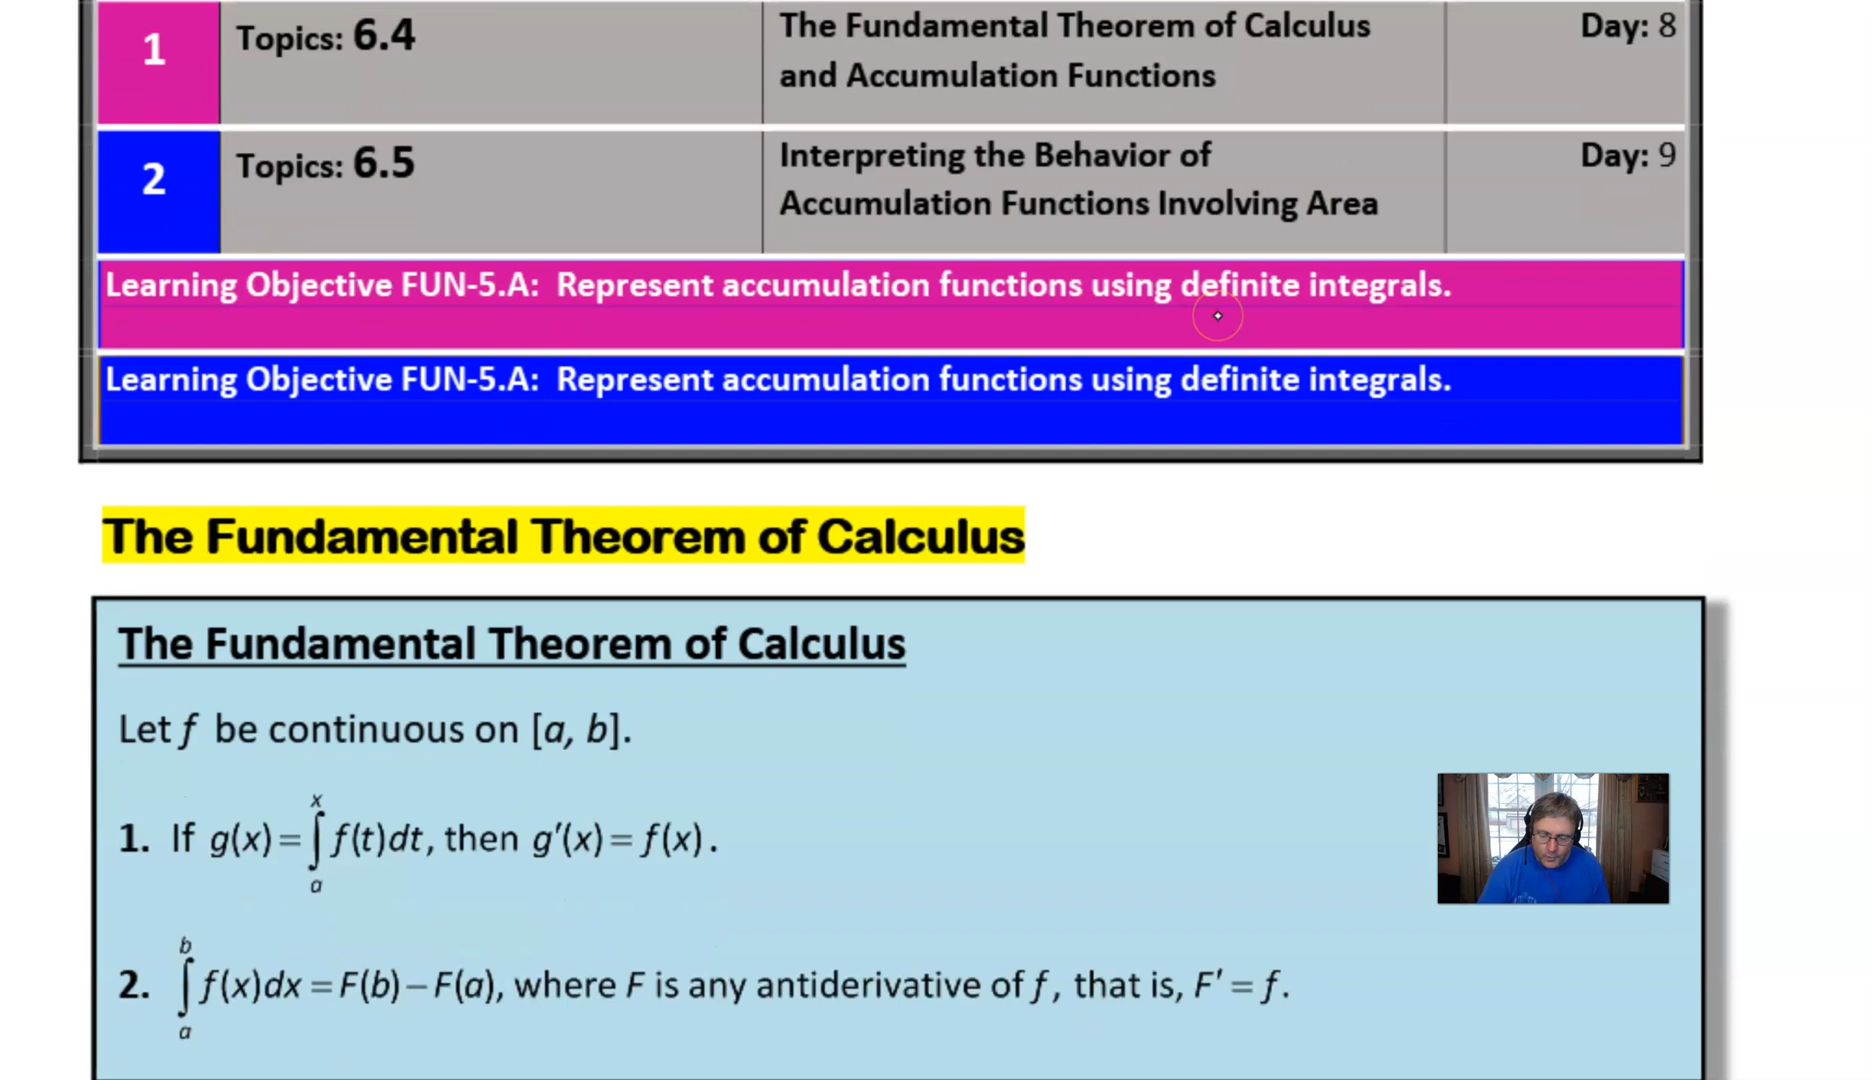 1
Topics: 6.4
The Fundamental Theorem of Calculus
and Accumulation Functions
Day: 8
2
Topics: 6.5
Interpreting the Behavior of
Accumulation Functions Involving Area
Day: 9
Learning Objective FUN-5.A: Represent accumulation functions using definite integrals.
Learning Objective FUN-5.A: Represent accumulation functions using definite integrals.
The Fundamental Theorem of Calculus
The Fundamental Theorem of Calculus
Let f be continuous on [a, b].
1. If g(x) = ∫_a^x f(t)dt, then g′(x) = f(x).
2. ∫_a^b f(x)dx = F(b) – F(a), where F is any antiderivative of f, that is, F′ = f.